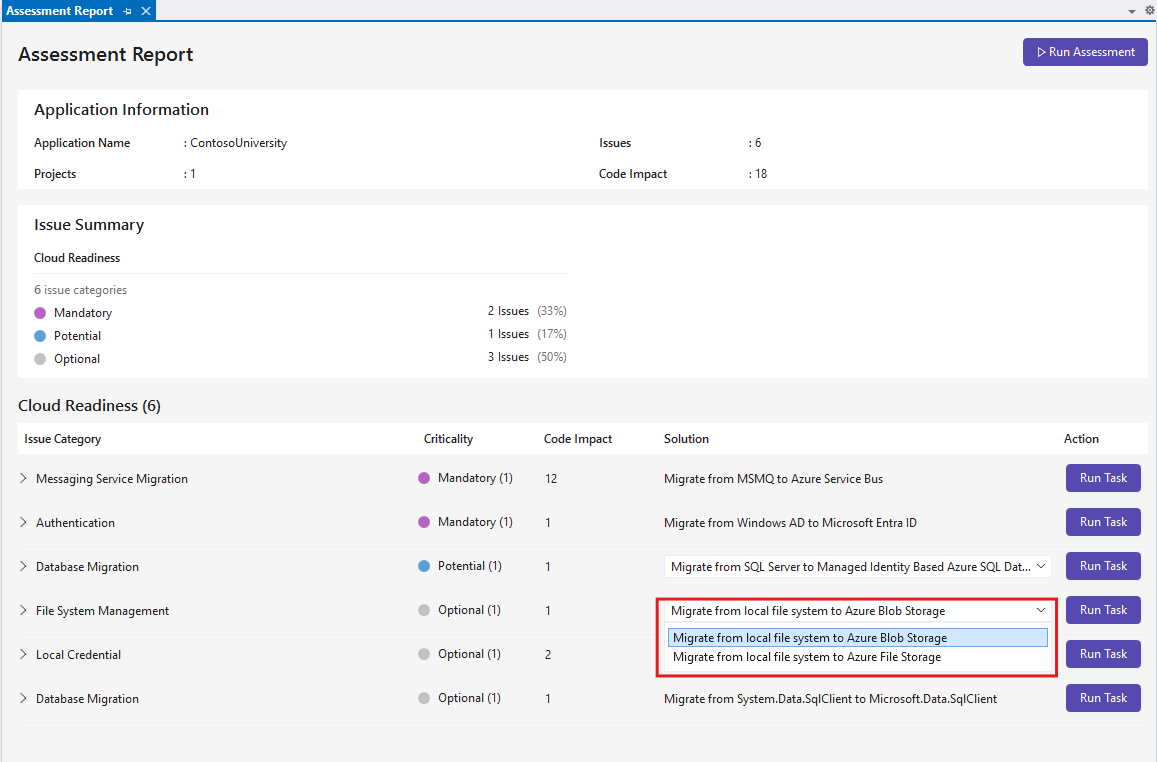 Assessment Report
Assessment Report
Run Assessment
Application Information
Application Name : ContosoUniversity Issues : 6
Projects : 1 Code Impact : 18
Issue Summary
Cloud Readiness
6 issue categories
Mandatory 2 Issues (33%)
Potential 1 Issues (17%)
Optional 3 Issues (50%)
Cloud Readiness (6)
Issue Category Criticality Code Impact Solution Action
Messaging Service Migration Mandatory (1) 12 Migrate from MSMQ to Azure Service Bus Run Task
Authentication Mandatory (1) 1 Migrate from Windows AD to Microsoft Entra ID Run Task
Database Migration Potential (1) 1 Migrate from SQL Server to Managed Identity Based Azure SQL Dat... Run Task
File System Management Optional (1) 1 Migrate from local file system to Azure Blob Storage Run Task
Migrate from local file system to Azure Blob Storage
Local Credential Optional (1) 2 Migrate from local file system to Azure File Storage Run Task
Database Migration Optional (1) 1 Migrate from System.Data.SqlClient to Microsoft.Data.SqlClient Run Task